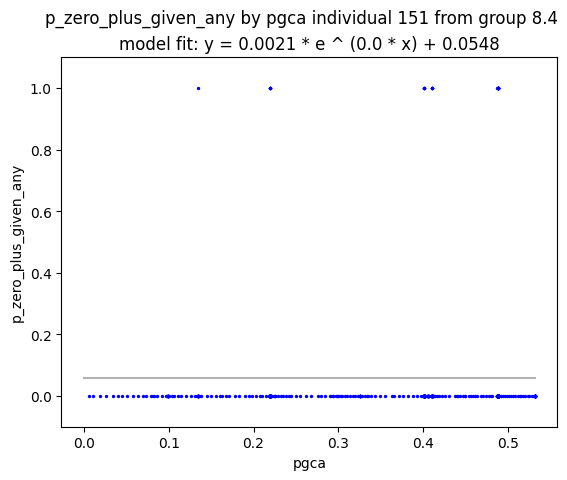 p_zero_plus_given_any by pgca individual 151 from group 8.4
model fit: y = 0.0021 * e ^ (0.0 * x) + 0.0548
1.0
0.8
0.6
0.4
0.2
0.0
p_zero_plus_given_any
0.0 0.1 0.2 0.3 0.4 0.5
pgca